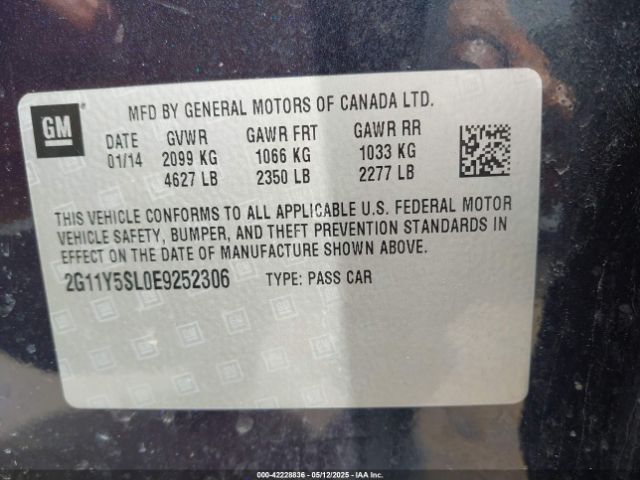 GM
MFD BY GENERAL MOTORS OF CANADA LTD.
DATE GVWR GAWR FRT GAWR RR
01/14 2099 KG 1066 KG 1033 KG
4627 LB 2350 LB 2277 LB
THIS VEHICLE CONFORMS TO ALL APPLICABLE U.S. FEDERAL MOTOR
VEHICLE SAFETY, BUMPER, AND THEFT PREVENTION STANDARDS IN
EFFECT ON THE DATE OF MANUFACTURE SHOWN ABOVE.
2G11Y5SL0E9252306 TYPE: PASS CAR
000-42228836 - 05/12/2025 - IAA Inc.